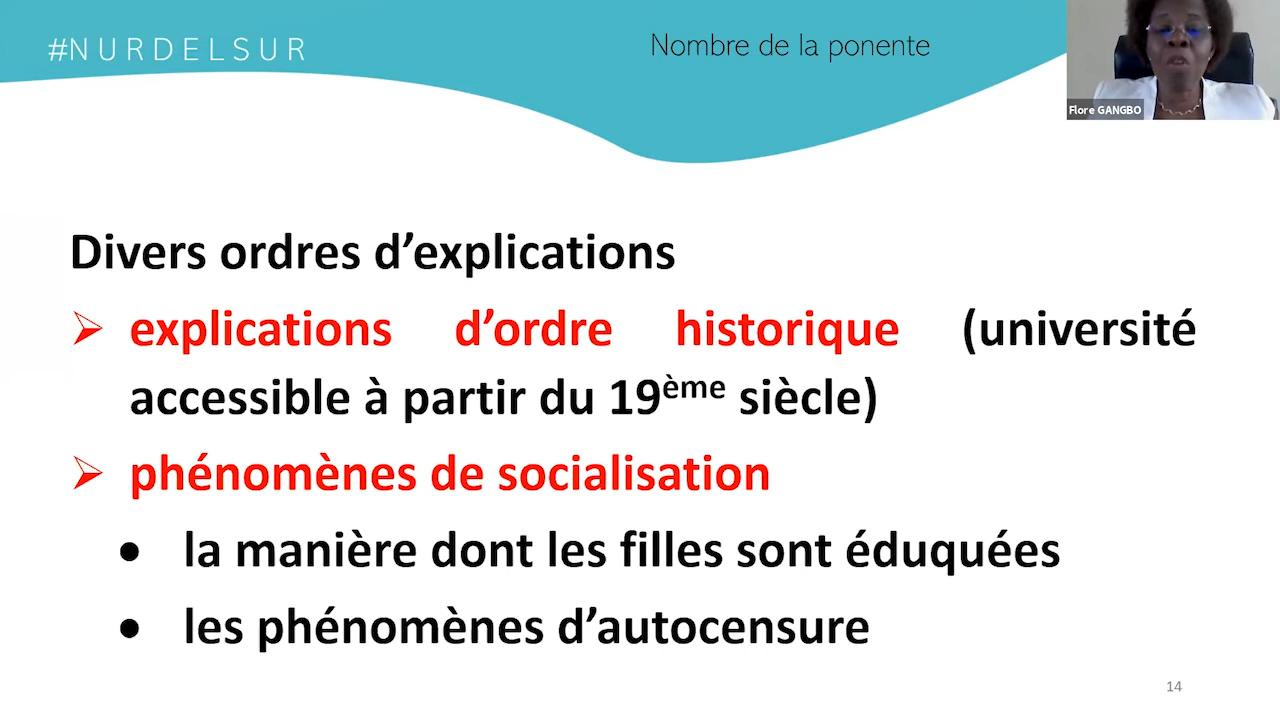 #NURDELSUR
Nombre de la ponente
Flore GANGBO
Divers ordres d’explications
➢ explications d’ordre historique (université
accessible à partir du 19ème siècle)
➢ phénomènes de socialisation
• la manière dont les filles sont éduquées
• les phénomènes d’autocensure
14